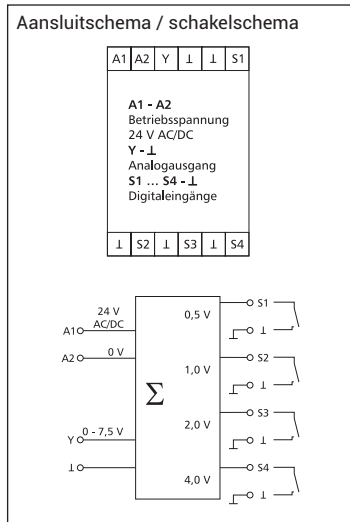 Aansluitschema / schakelschema
A1 A2 Y ⊥ ⊥ S1
A1 - A2
Betriebsspannung
24 V AC/DC
Y - ⊥
Analogausgang
S1 ... S4 - ⊥
Digitaleingänge
⊥ S2 ⊥ S3 ⊥ S4
24 V
AC/DC
A1
A2 0 V
Y 0 - 7,5 V
⊥
Σ
0,5 V S1
⊥
1,0 V S2
⊥
2,0 V S3
⊥
4,0 V S4
⊥